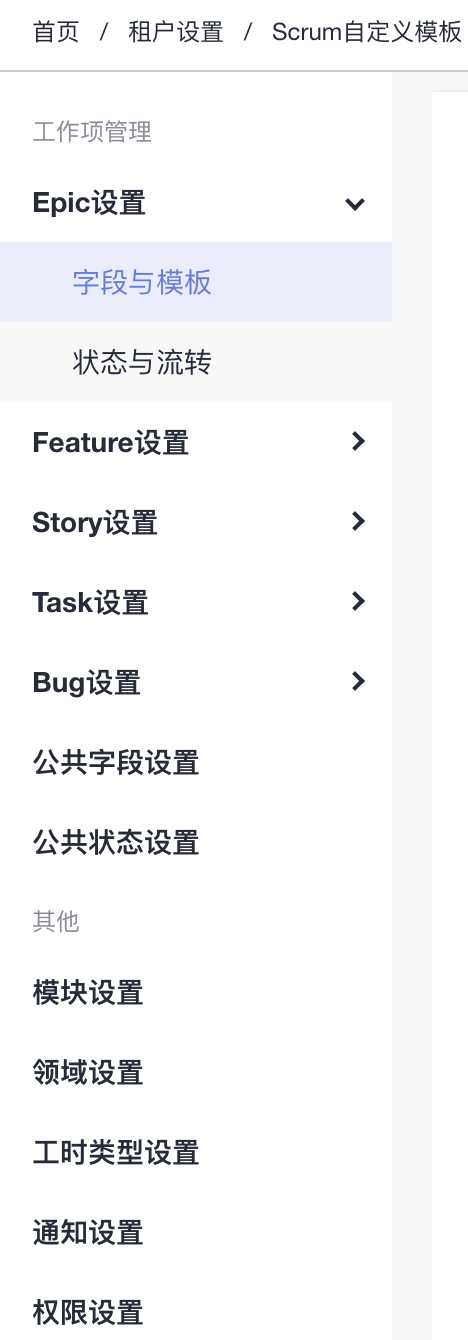 首页 / 租户设置 / Scrum自定义模板
工作项管理
Epic设置
字段与模板
状态与流转
Feature设置
Story设置
Task设置
Bug设置
公共字段设置
公共状态设置
其他
模块设置
领域设置
工时类型设置
通知设置
权限设置